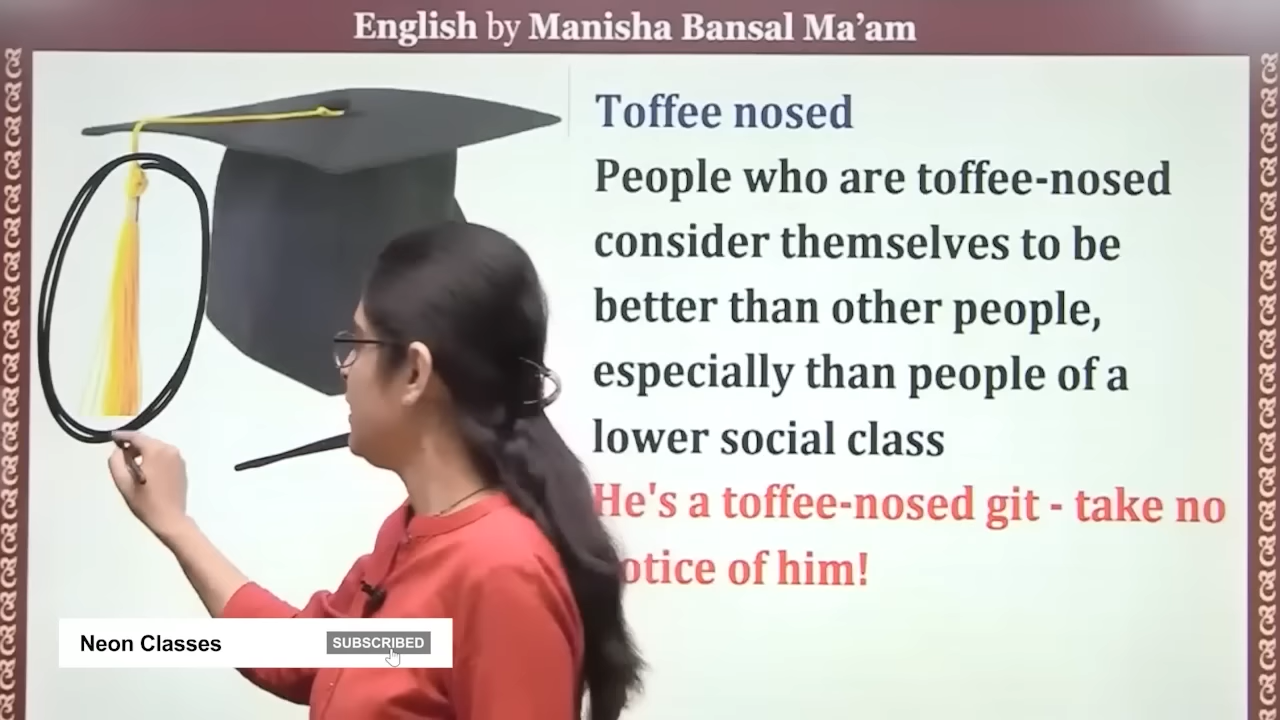 English by Manisha Bansal Ma’am
Toffee nosed
People who are toffee-nosed
consider themselves to be
better than other people,
especially than people of a
lower social class
He's a toffee-nosed git - take no
otice of him!
Neon Classes
SUBSCRIBED